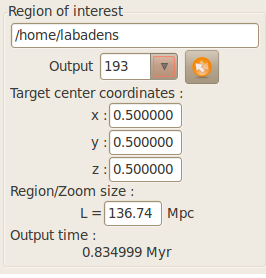 Region of interest
/home/labadens
Output 193
Target center coordinates :
x : 0.500000
y : 0.500000
z : 0.500000
Region/Zoom size :
L = 136.74 Mpc
Output time :
0.834999 Myr